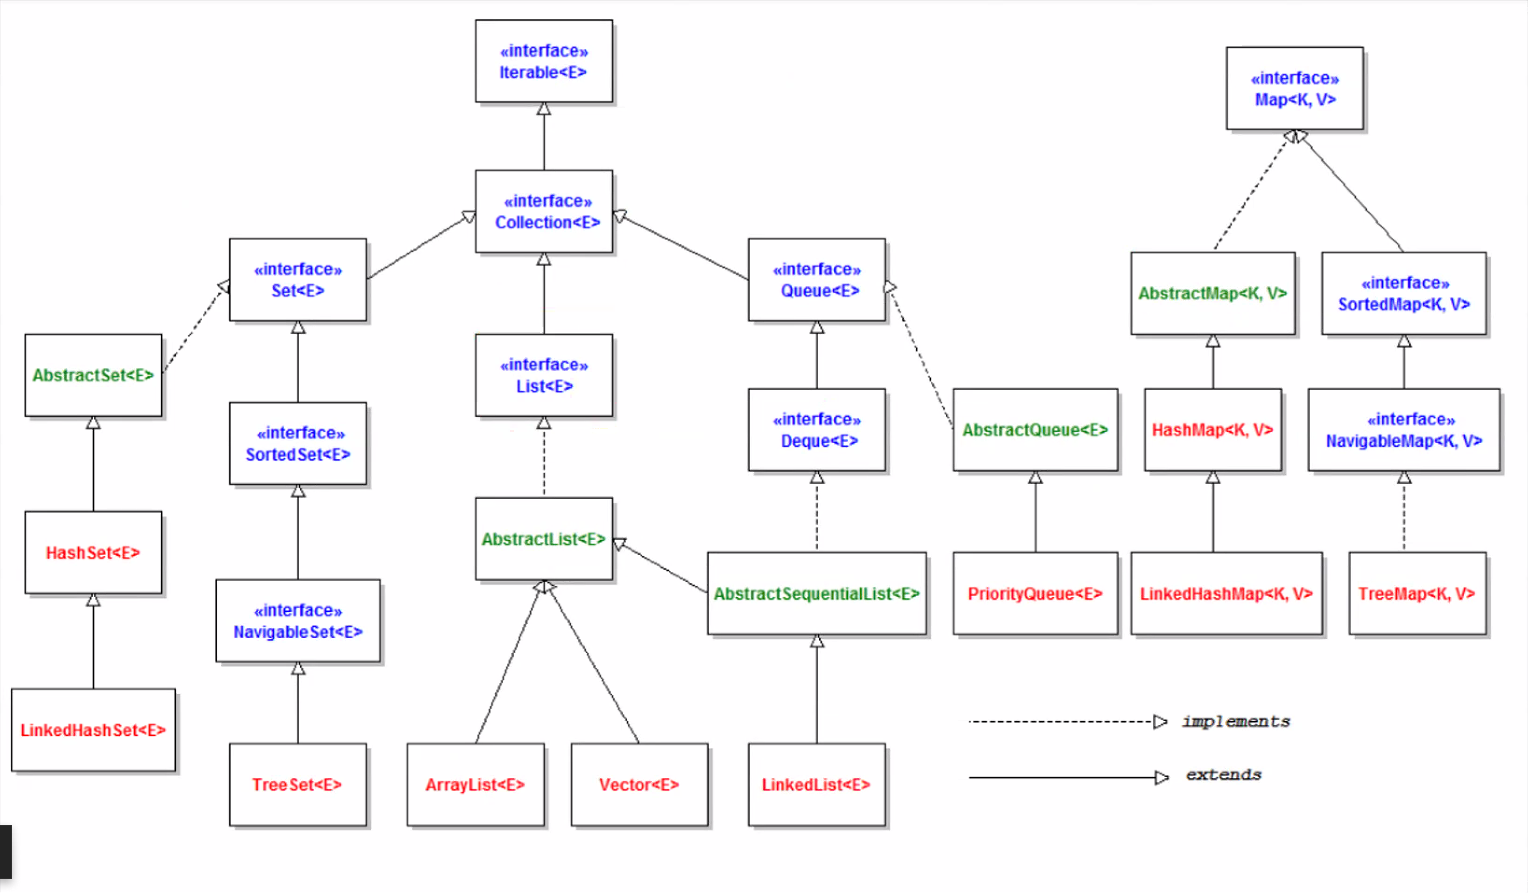 «interface»
Iterable<E>
«interface»
Map<K, V>
«interface»
Collection<E>
«interface»
Set<E>
«interface»
Queue<E>
AbstractMap<K, V>
«interface»
SortedMap<K, V>
AbstractSet<E>
«interface»
List<E>
«interface»
SortedSet<E>
«interface»
Deque<E>
AbstractQueue<E>
HashMap<K, V>
«interface»
NavigableMap<K, V>
HashSet<E>
AbstractList<E>
«interface»
NavigableSet<E>
AbstractSequentialList<E>
PriorityQueue<E>
LinkedHashMap<K, V>
TreeMap<K, V>
LinkedHashSet<E>
TreeSet<E>
ArrayList<E>
Vector<E>
LinkedList<E>
implements
extends